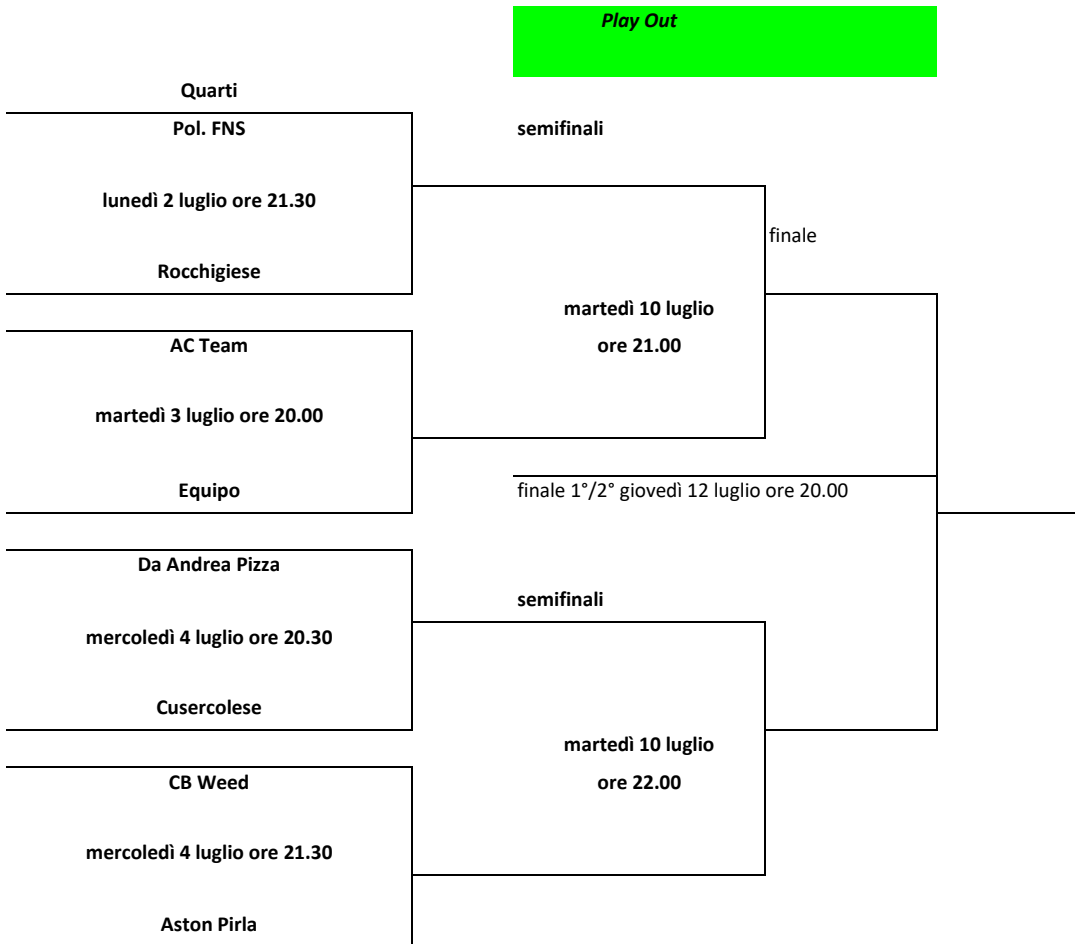 Play Out
Quarti
Pol. FNS
semifinali
lunedì 2 luglio ore 21.30
finale
Rocchigiese
martedì 10 luglio
ore 21.00
AC Team
martedì 3 luglio ore 20.00
Equipo
finale 1°/2° giovedì 12 luglio ore 20.00
Da Andrea Pizza
semifinali
mercoledì 4 luglio ore 20.30
Cusercolese
martedì 10 luglio
ore 22.00
CB Weed
mercoledì 4 luglio ore 21.30
Aston Pirla